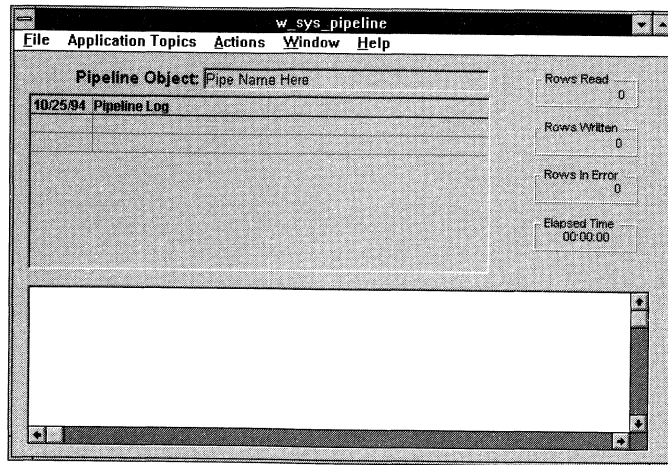 w_sys_pipeline
File Application Topics Actions Window Help
Pipeline Object: Pipe Name Here
10/25/94 Pipeline Log
Rows Read
0
Rows Written
0
Rows In Error
0
Elapsed Time
00:00:00